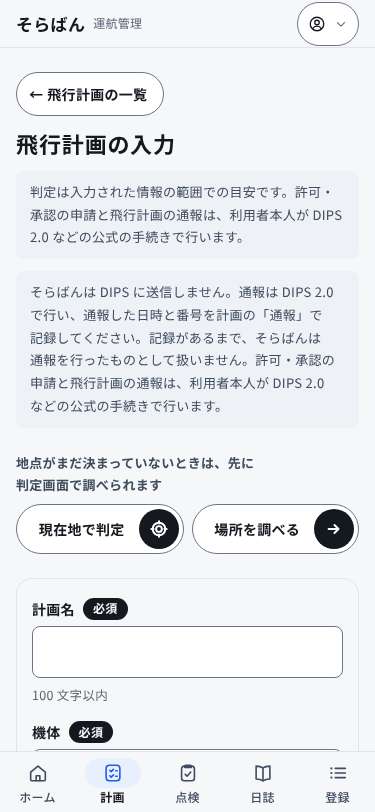 そらばん 運航管理
← 飛行計画の一覧
飛行計画の入力
判定は入力された情報の範囲での目安です。許可・
承認の申請と飛行計画の通報は、利用者本人が DIPS
2.0 などの公式の手続きで行います。
そらばんは DIPS に送信しません。通報は DIPS 2.0
で行い、通報した日時と番号を計画の「通報」で
記録してください。記録があるまで、そらばんは
通報を行ったものとして扱いません。許可・承認の
申請と飛行計画の通報は、利用者本人が DIPS 2.0
などの公式の手続きで行います。
地点がまだ決まっていないときは、先に
判定画面で調べられます
現在地で判定 場所を調べる
計画名 必須
100 文字以内
機体 必須
ホーム 計画 点検 日誌 登録